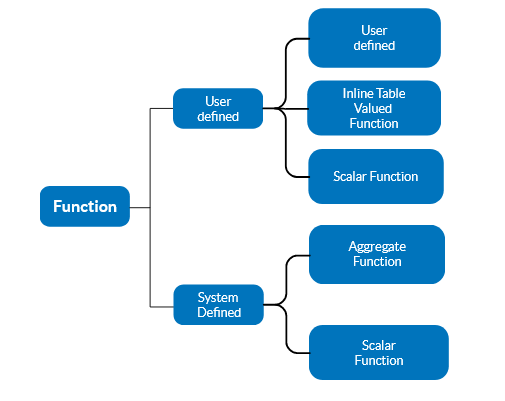 User
defined
Inline Table
Valued
Function
User
defined
Scalar Function
Function
Aggregate
Function
System
Defined
Scalar
Function